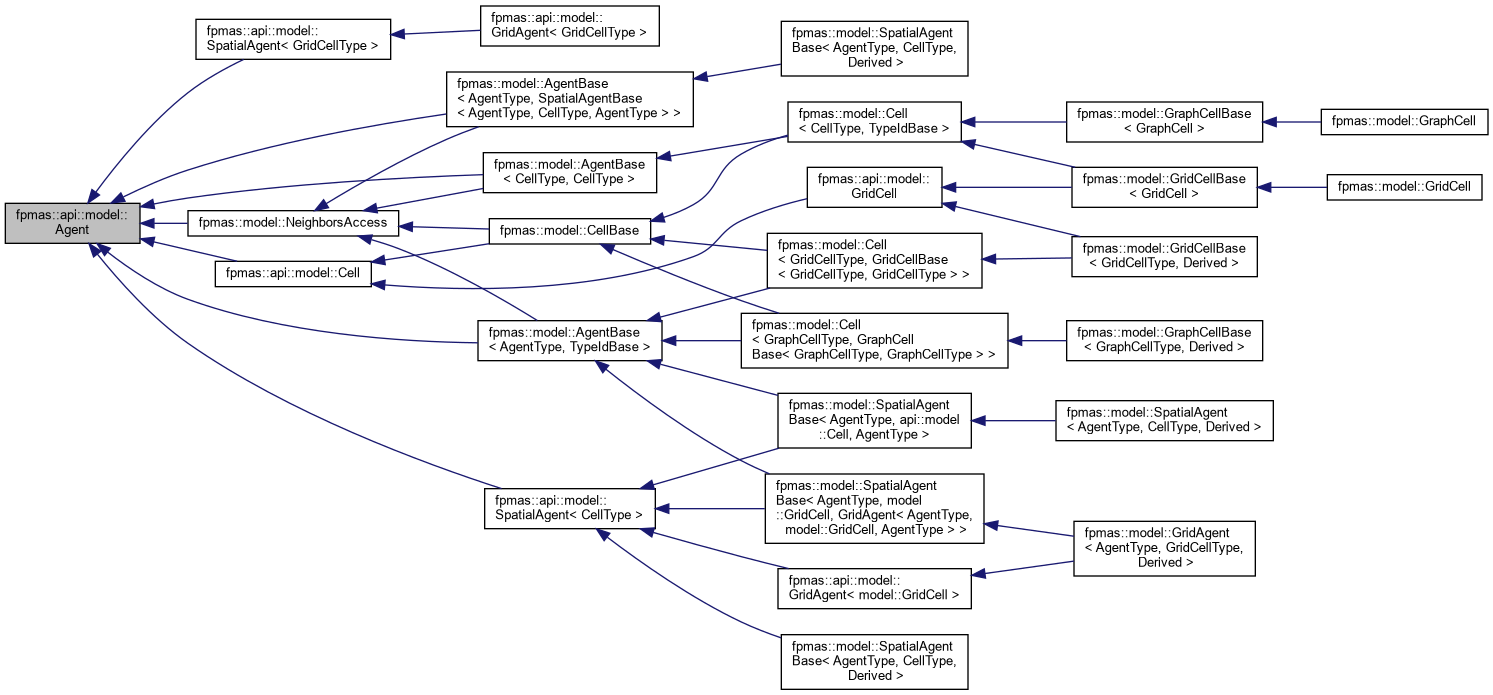 fpmas::api::model::
Agent
fpmas::api::model::
SpatialAgent< GridCellType >
fpmas::api::model::
GridAgent< GridCellType >
fpmas::model::AgentBase
< AgentType, SpatialAgentBase
< AgentType, CellType, AgentType > >
fpmas::model::SpatialAgent
Base< AgentType, CellType,
Derived >
fpmas::model::AgentBase
< CellType, CellType >
fpmas::model::Cell
< CellType, TypeIdBase >
fpmas::model::GraphCellBase
< GraphCell >
fpmas::model::GraphCell
fpmas::model::GridCellBase
< GridCell >
fpmas::model::GridCell
fpmas::model::NeighborsAccess
fpmas::model::CellBase
fpmas::api::model::
GridCell
fpmas::api::model::Cell
fpmas::model::Cell
< GridCellType, GridCellBase
< GridCellType, GridCellType > >
fpmas::model::GridCellBase
< GridCellType, Derived >
fpmas::model::AgentBase
< AgentType, TypeIdBase >
fpmas::model::Cell
< GraphCellType, GraphCell
Base< GraphCellType, GraphCellType > >
fpmas::model::GraphCellBase
< GraphCellType, Derived >
fpmas::model::SpatialAgent
Base< AgentType, api::model
::Cell, AgentType >
fpmas::model::SpatialAgent
< AgentType, CellType, Derived >
fpmas::api::model::
SpatialAgent< CellType >
fpmas::model::SpatialAgent
Base< AgentType, model
::GridCell, GridAgent< AgentType,
model::GridCell, AgentType > >
fpmas::model::GridAgent
< AgentType, GridCellType,
Derived >
fpmas::api::model::
GridAgent< model::GridCell >
fpmas::model::SpatialAgent
Base< AgentType, CellType,
Derived >